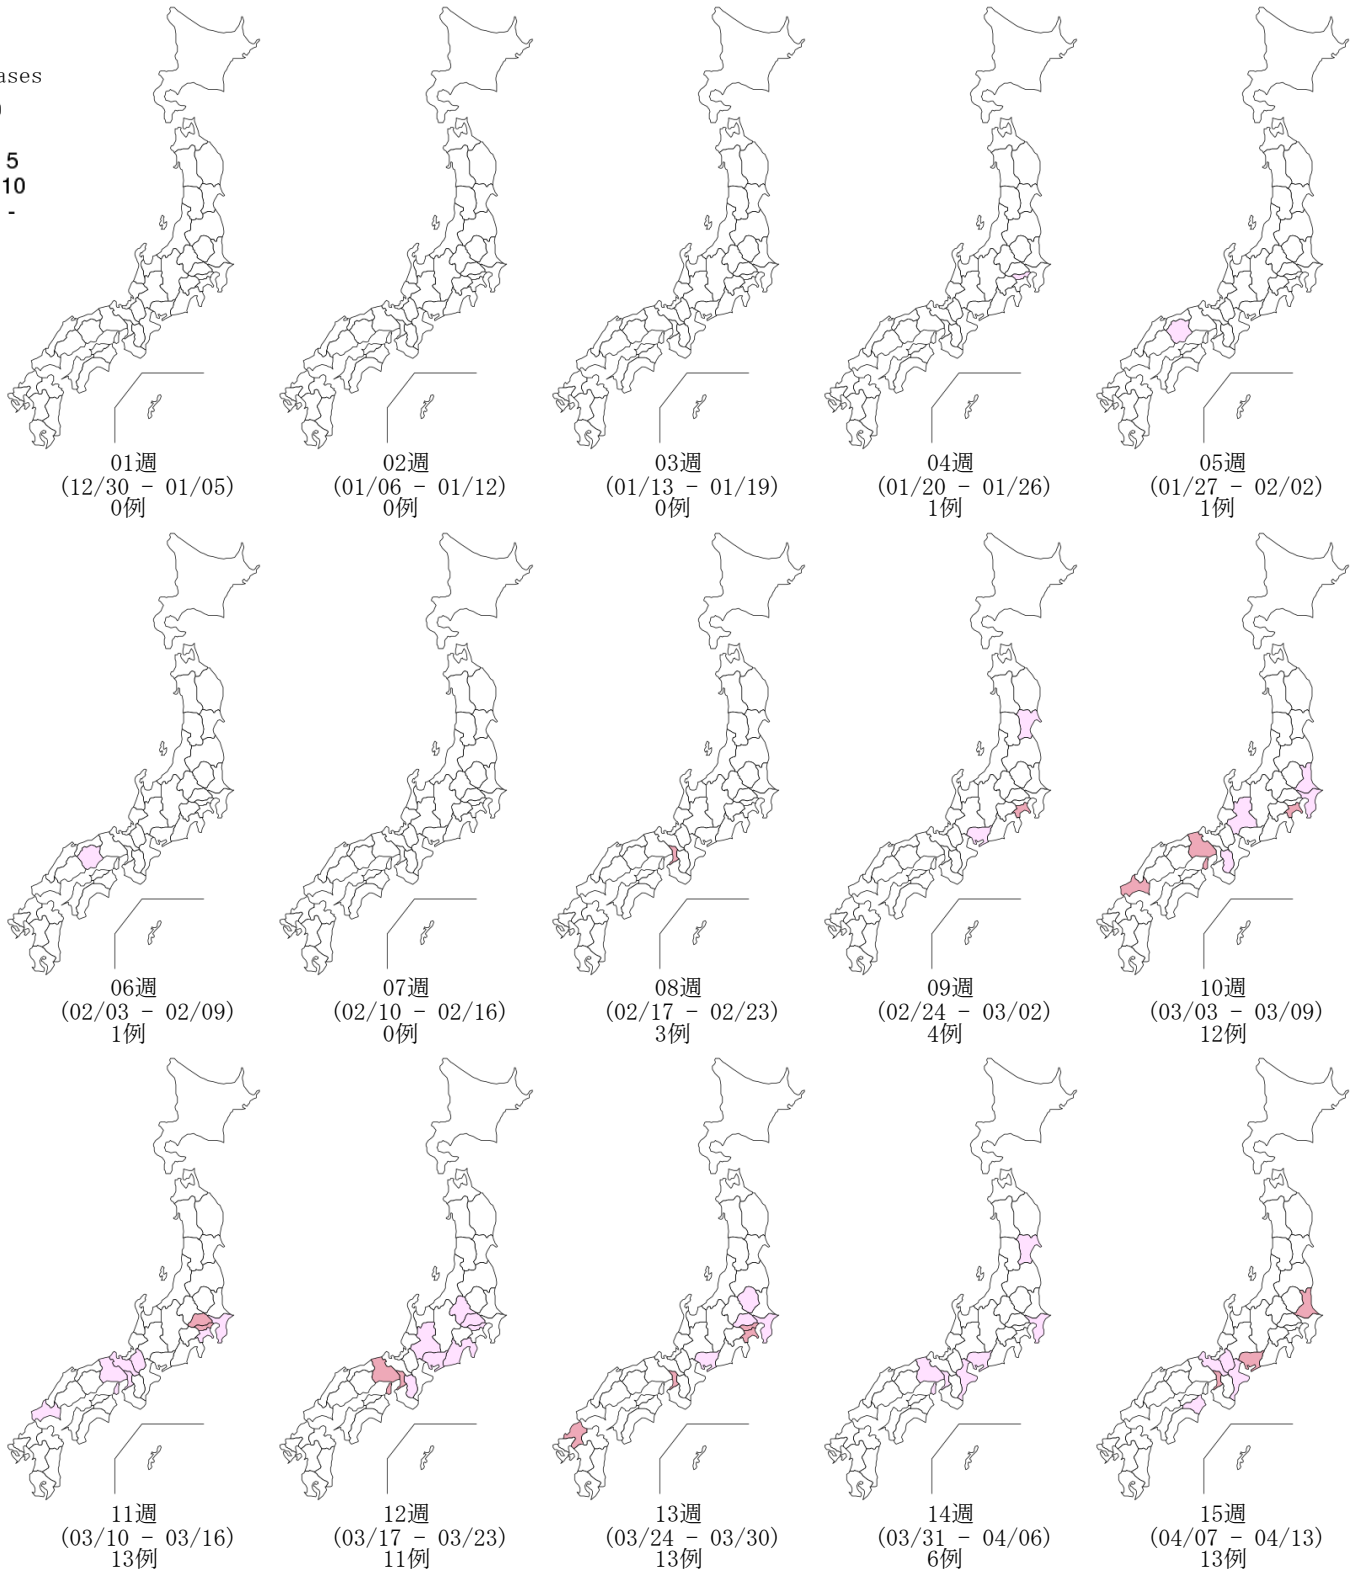 ases
5
10
-
01週
(12/30 - 01/05)
0例
02週
(01/06 - 01/12)
0例
03週
(01/13 - 01/19)
0例
04週
(01/20 - 01/26)
1例
05週
(01/27 - 02/02)
1例
06週
(02/03 - 02/09)
1例
07週
(02/10 - 02/16)
0例
08週
(02/17 - 02/23)
3例
09週
(02/24 - 03/02)
4例
10週
(03/03 - 03/09)
12例
11週
(03/10 - 03/16)
13例
12週
(03/17 - 03/23)
11例
13週
(03/24 - 03/30)
13例
14週
(03/31 - 04/06)
6例
15週
(04/07 - 04/13)
13例